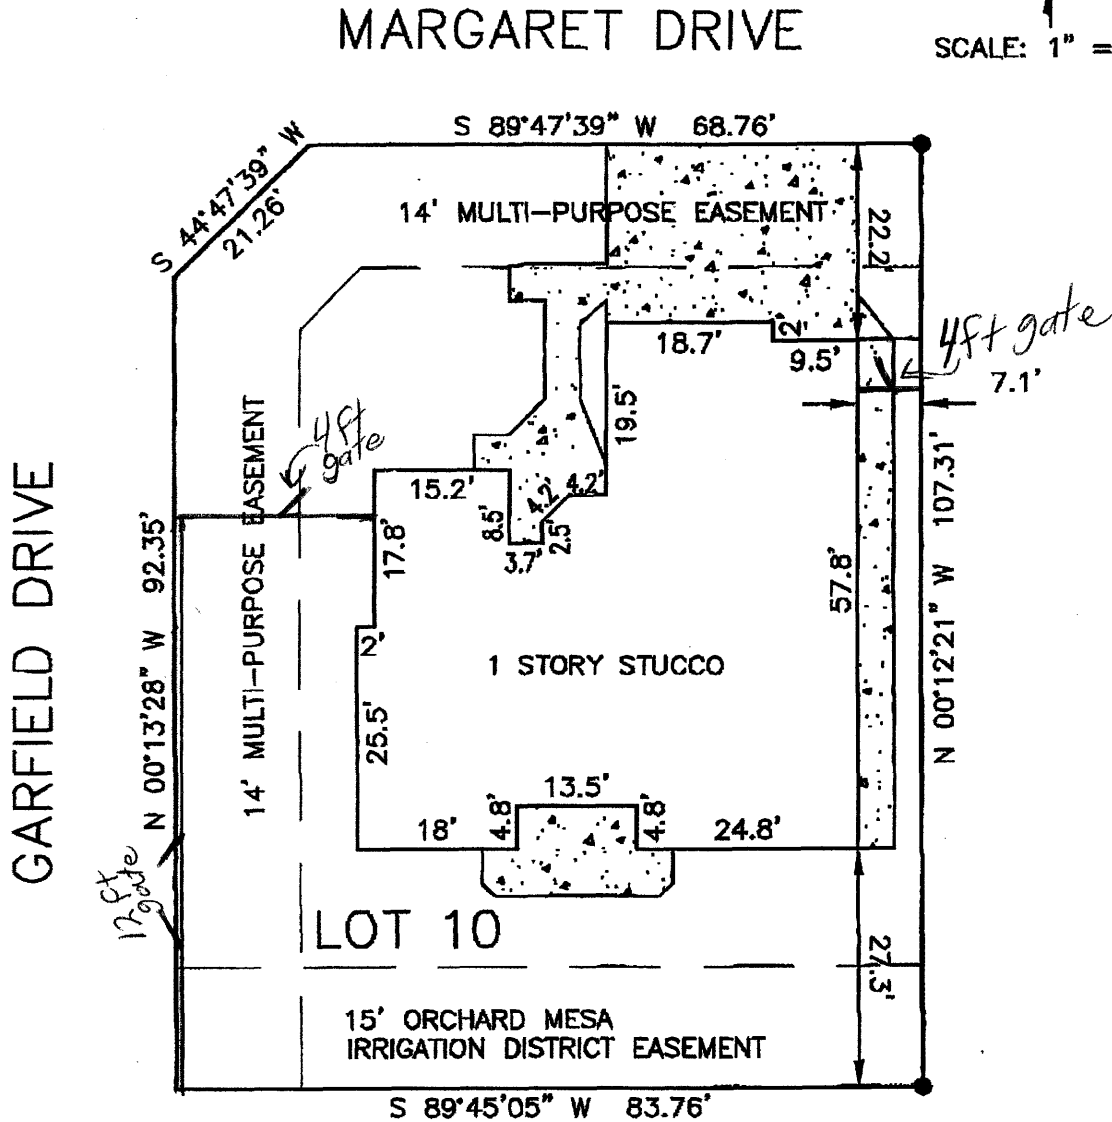 MARGARET DRIVE
SCALE: 1" =
S 89°47'39" W 68.76'
S 44°47'39" W
21.26'
14' MULTI-PURPOSE EASEMENT
22.2'
18.7'
2'
9.5'
4ft gate
7.1'
4ft
gate
19.5'
15.2'
4.2'
4.2'
8.5'
2.5'
3.7'
17.8'
2'
14' MULTI-PURPOSE EASEMENT
GARFIELD DRIVE
N 00°13'28" W 92.35'
57.8'
N 00°12'21" W 107.31'
1 STORY STUCCO
25.5'
13.5'
18'
4.8'
4.8'
24.8'
12 ft
gate
LOT 10
27.3'
15' ORCHARD MESA
IRRIGATION DISTRICT EASEMENT
S 89°45'05" W 83.76'